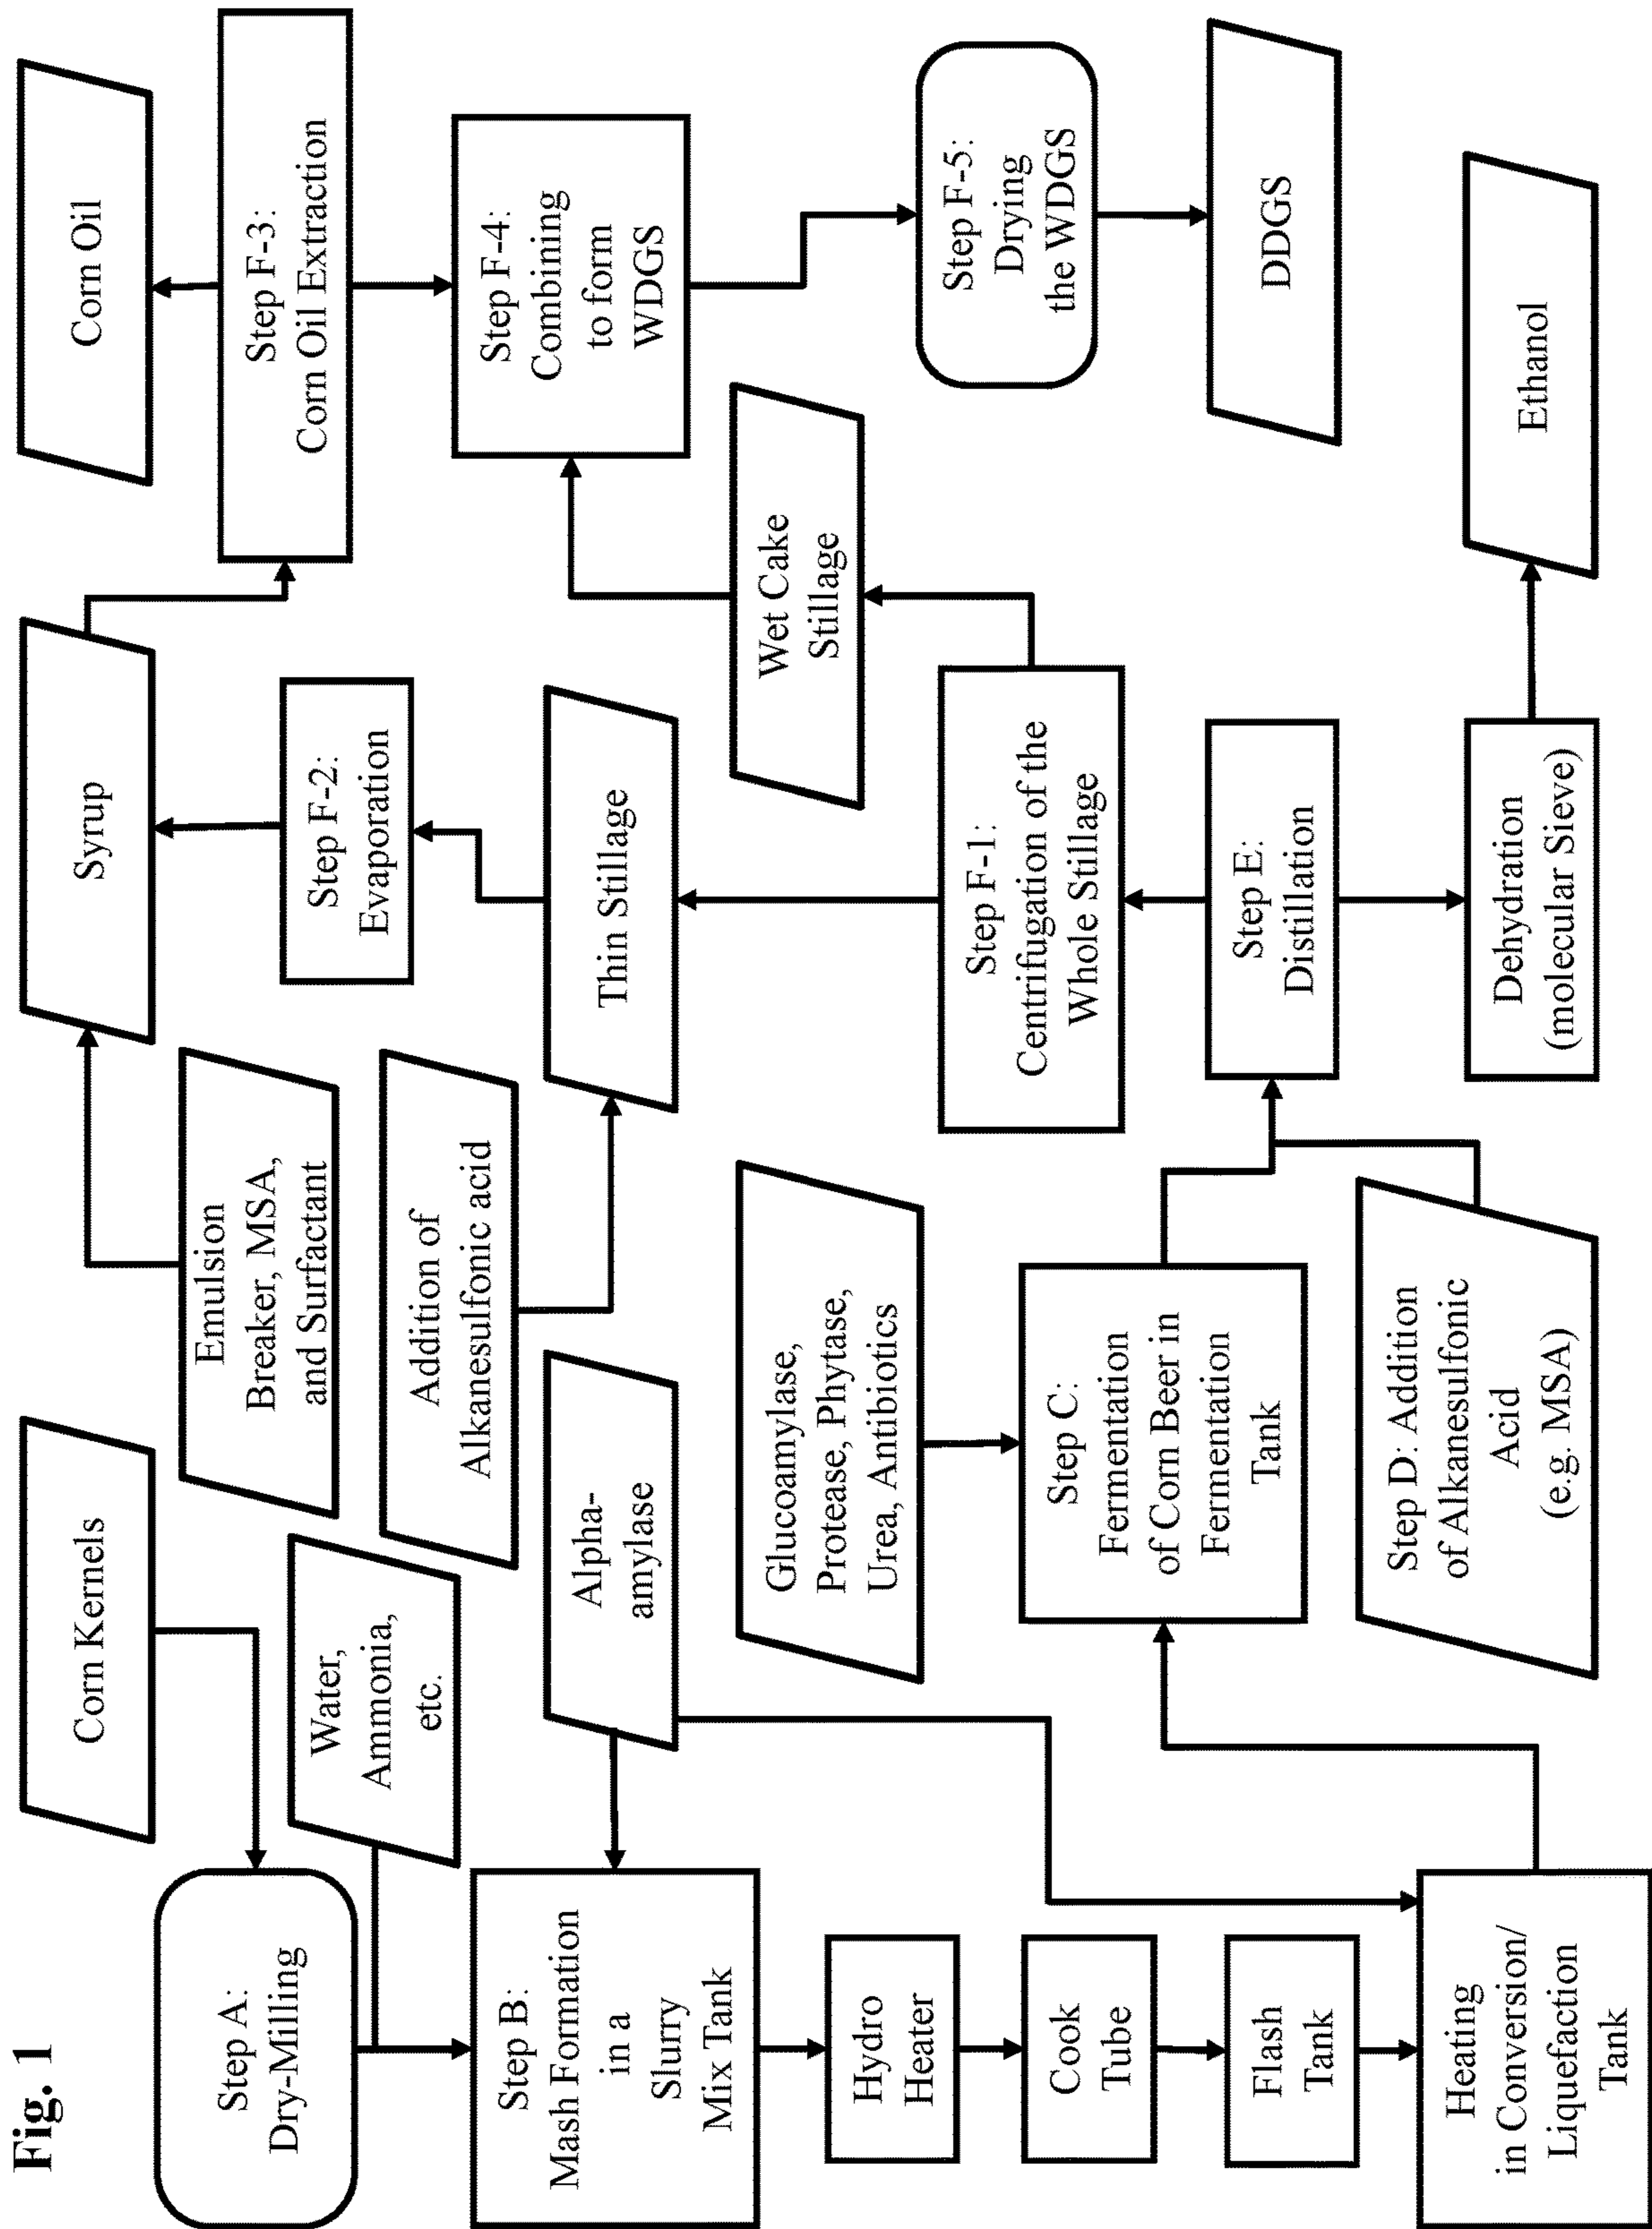 Fig. 1
Step A:
Dry-Milling
Corn Kernels
Water,
Ammonia,
etc.
Step B:
Mash Formation
in a
Slurry
Mix Tank
Alpha-
amylase
Hydro
Heater
Cook
Tube
Flash
Tank
Heating
in Conversion/
Liquefaction
Tank
Glucoamylase,
Protease, Phytase,
Urea, Antibiotics
Step C:
Fermentation
of Corn Beer in
Fermentation
Tank
Step D: Addition
of Alkanesulfonic
Acid
(e.g. MSA)
Step E:
Distillation
Dehydration
(molecular Sieve)
Ethanol
Step F-1:
Centrifugation of the
Whole Stillage
Thin Stillage
Wet Cake
Stillage
Addition of
Alkanesulfonic acid
Step F-2:
Evaporation
Emulsion
Breaker, MSA,
and Surfactant
Syrup
Step F-3:
Corn Oil Extraction
Corn Oil
Step F-4:
Combining
to form
WDGS
Step F-5:
Drying
the WDGS
DDGS